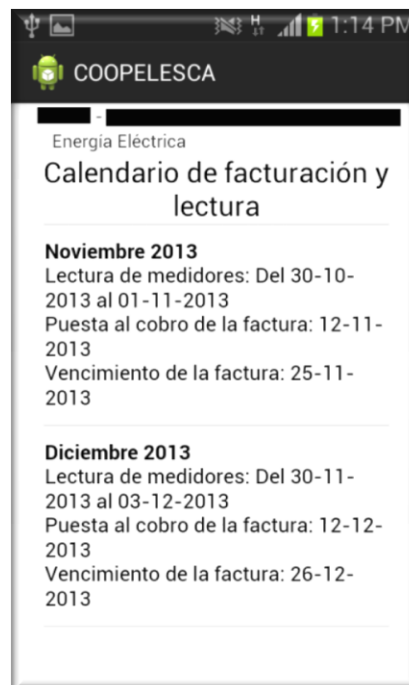 H 1:14 PM
COOPELESCA
-
Energía Eléctrica
Calendario de facturación y
lectura
Noviembre 2013
Lectura de medidores: Del 30-10-
2013 al 01-11-2013
Puesta al cobro de la factura: 12-11-
2013
Vencimiento de la factura: 25-11-
2013
Diciembre 2013
Lectura de medidores: Del 30-11-
2013 al 03-12-2013
Puesta al cobro de la factura: 12-12-
2013
Vencimiento de la factura: 26-12-
2013